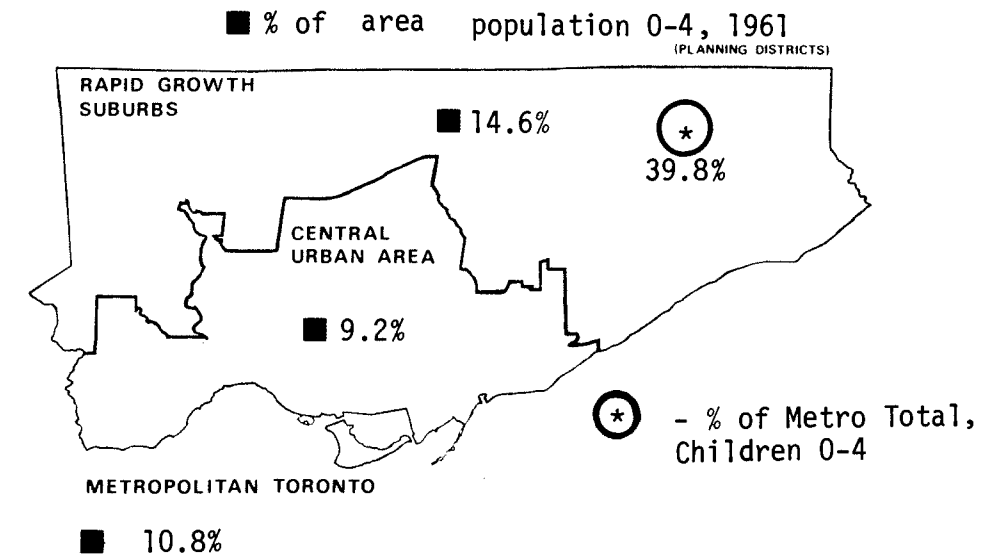 ■ % of area population 0-4, 1961
(PLANNING DISTRICTS)
RAPID GROWTH
SUBURBS
■ 14.6%
*
39.8%
CENTRAL
URBAN AREA
■ 9.2%
* - % of Metro Total,
Children 0-4
METROPOLITAN TORONTO
■ 10.8%